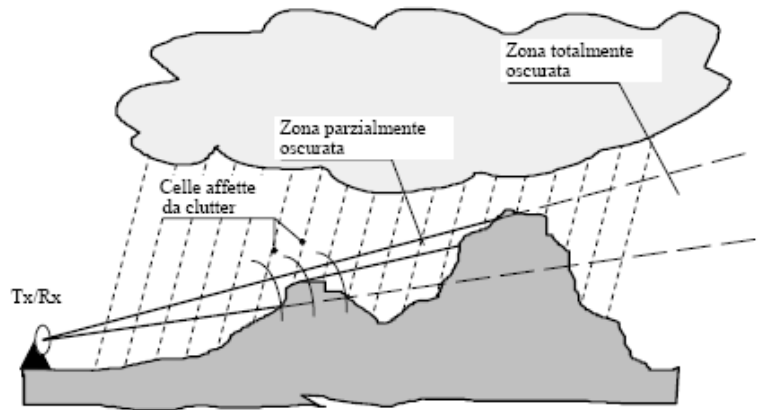 Zona totalmente
oscurata
Zona parzialmente
oscurata
Celle affette
da clutter
Tx/Rx